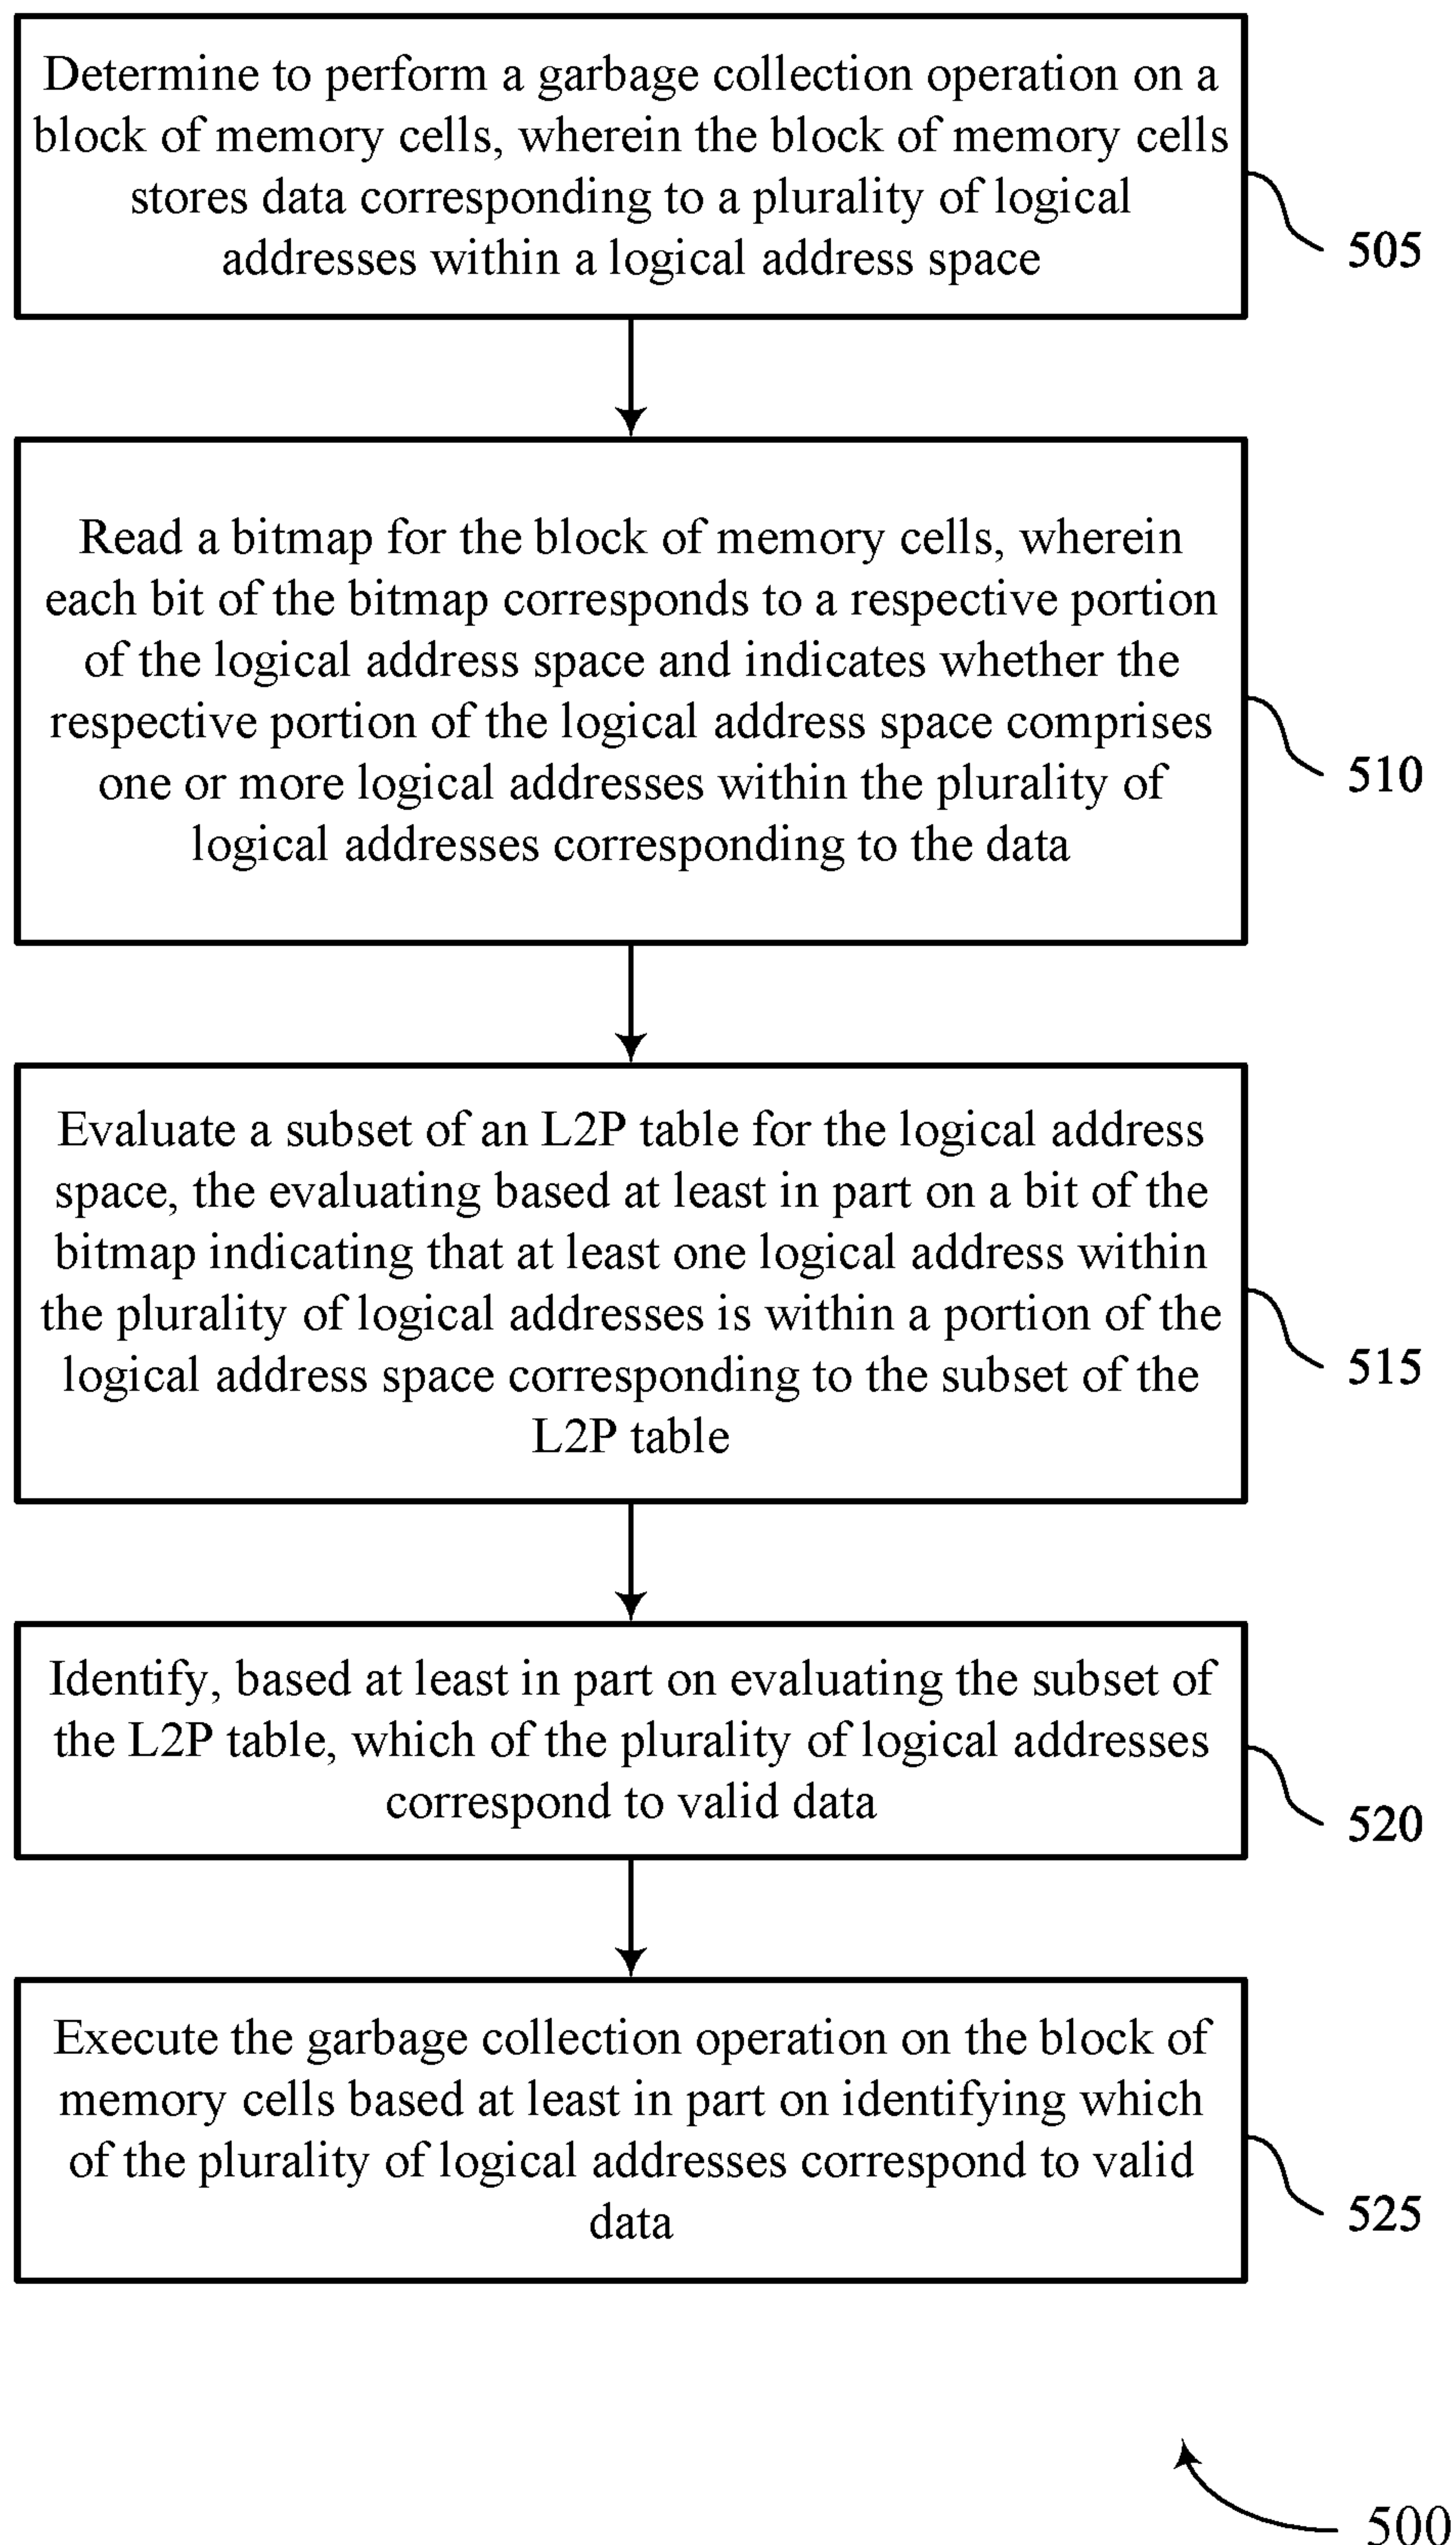 Determine to perform a garbage collection operation on a
block of memory cells, wherein the block of memory cells
stores data corresponding to a plurality of logical
addresses within a logical address space
505
Read a bitmap for the block of memory cells, wherein
each bit of the bitmap corresponds to a respective portion
of the logical address space and indicates whether the
respective portion of the logical address space comprises
one or more logical addresses within the plurality of
logical addresses corresponding to the data
510
Evaluate a subset of an L2P table for the logical address
space, the evaluating based at least in part on a bit of the
bitmap indicating that at least one logical address within
the plurality of logical addresses is within a portion of the
logical address space corresponding to the subset of the
L2P table
515
Identify, based at least in part on evaluating the subset of
the L2P table, which of the plurality of logical addresses
correspond to valid data
520
Execute the garbage collection operation on the block of
memory cells based at least in part on identifying which
of the plurality of logical addresses correspond to valid
data
525
500